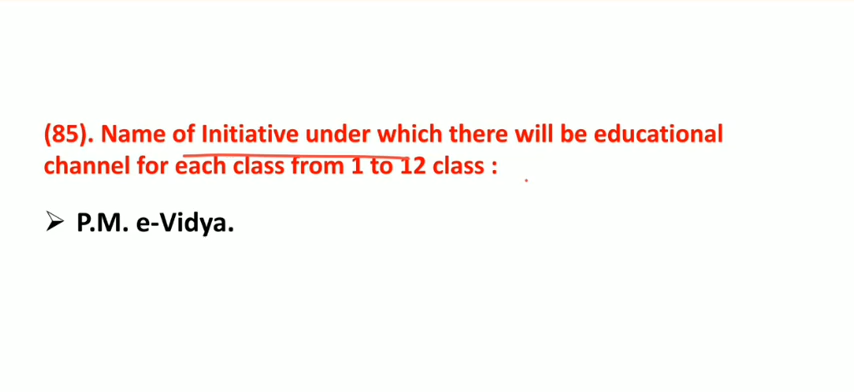 (85). Name of Initiative under which there will be educational
channel for each class from 1 to 12 class :
➤ P.M. e-Vidya.